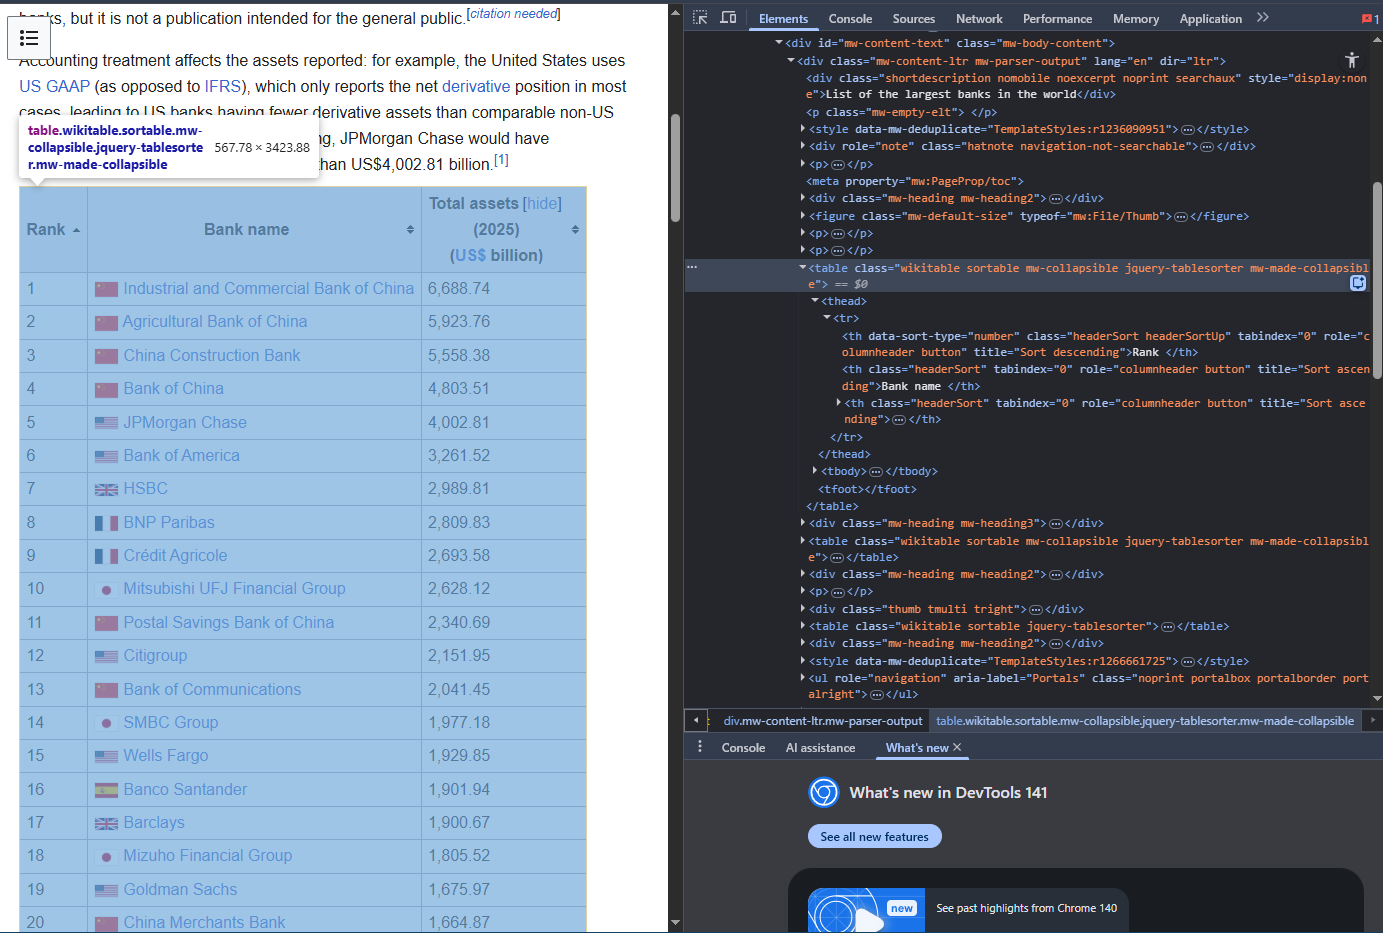 banks, but it is not a publication intended for the general public.[citation needed]
Accounting treatment affects the assets reported: for example, the United States uses
US GAAP (as opposed to IFRS), which only reports the net derivative position in most
cases, leading to US banks having fewer derivative assets than comparable non-US
ng, JPMorgan Chase would have
han US$4,002.81 billion.[1]
table.wikitable.sortable.mw-
collapsible.jquery-tablesorte
r.mw-made-collapsible
567.78 × 3423.88
Rank Bank name Total assets [hide]
(2025)
(US$ billion)
1 Industrial and Commercial Bank of China 6,688.74
2 Agricultural Bank of China 5,923.76
3 China Construction Bank 5,558.38
4 Bank of China 4,803.51
5 JPMorgan Chase 4,002.81
6 Bank of America 3,261.52
7 HSBC 2,989.81
8 BNP Paribas 2,809.83
9 Crédit Agricole 2,693.58
10 Mitsubishi UFJ Financial Group 2,628.12
11 Postal Savings Bank of China 2,340.69
12 Citigroup 2,151.95
13 Bank of Communications 2,041.45
14 SMBC Group 1,977.18
15 Wells Fargo 1,929.85
16 Banco Santander 1,901.94
17 Barclays 1,900.67
18 Mizuho Financial Group 1,805.52
19 Goldman Sachs 1,675.97
20 China Merchants Bank 1,664.87
Elements Console Sources Network Performance Memory Application 1
<div id="mw-content-text" class="mw-body-content">
<div class="mw-content-ltr mw-parser-output" lang="en" dir="ltr">
<div class="shortdescription nomobile noexcerpt noprint searchaux" style="display:non
e">List of the largest banks in the world</div>
<p class="mw-empty-elt"> </p>
<style data-mw-deduplicate="TemplateStyles:r1236090951">…</style>
<div role="note" class="hatnote navigation-not-searchable">…</div>
<p>…</p>
<meta property="mw:PageProp/toc">
<div class="mw-heading mw-heading2">…</div>
<figure class="mw-default-size" typeof="mw:File/Thumb">…</figure>
<p>…</p>
<p>…</p>
<table class="wikitable sortable mw-collapsible jquery-tablesorter mw-made-collapsibl
e"> == $0
<thead>
<tr>
<th data-sort-type="number" class="headerSort headerSortUp" tabindex="0" role="c
olumnheader button" title="Sort descending">Rank </th>
<th class="headerSort" tabindex="0" role="columnheader button" title="Sort ascen
ding">Bank name </th>
<th class="headerSort" tabindex="0" role="columnheader button" title="Sort asce
nding">…</th>
</tr>
</thead>
<tbody>…</tbody>
<tfoot></tfoot>
</table>
<div class="mw-heading mw-heading3">…</div>
<table class="wikitable sortable mw-collapsible jquery-tablesorter mw-made-collapsibl
e">…</table>
<div class="mw-heading mw-heading2">…</div>
<p>…</p>
<div class="thumb tmulti tright">…</div>
<table class="wikitable sortable jquery-tablesorter">…</table>
<div class="mw-heading mw-heading2">…</div>
<style data-mw-deduplicate="TemplateStyles:r1266661725">…</style>
<ul role="navigation" aria-label="Portals" class="noprint portalbox portalborder port
alright">…</ul>
div.mw-content-ltr.mw-parser-output table.wikitable.sortable.mw-collapsible.jquery-tablesorter.mw-made-collapsible
Console AI assistance What's new
What's new in DevTools 141
See all new features
new
See past highlights from Chrome 140